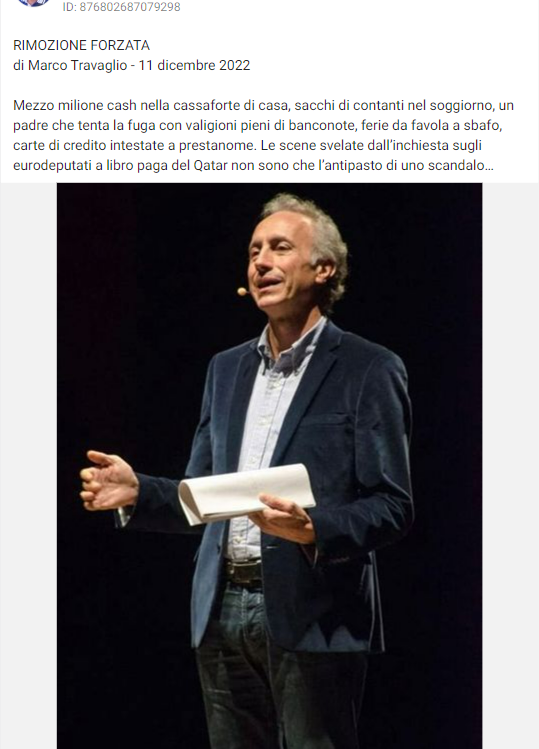 ID: 876802687079298
RIMOZIONE FORZATA
di Marco Travaglio - 11 dicembre 2022
Mezzo milione cash nella cassaforte di casa, sacchi di contanti nel soggiorno, un
padre che tenta la fuga con valigioni pieni di banconote, ferie da favola a sbafo,
carte di credito intestate a prestanome. Le scene svelate dall’inchiesta sugli
eurodeputati a libro paga del Qatar non sono che l’antipasto di uno scandalo…